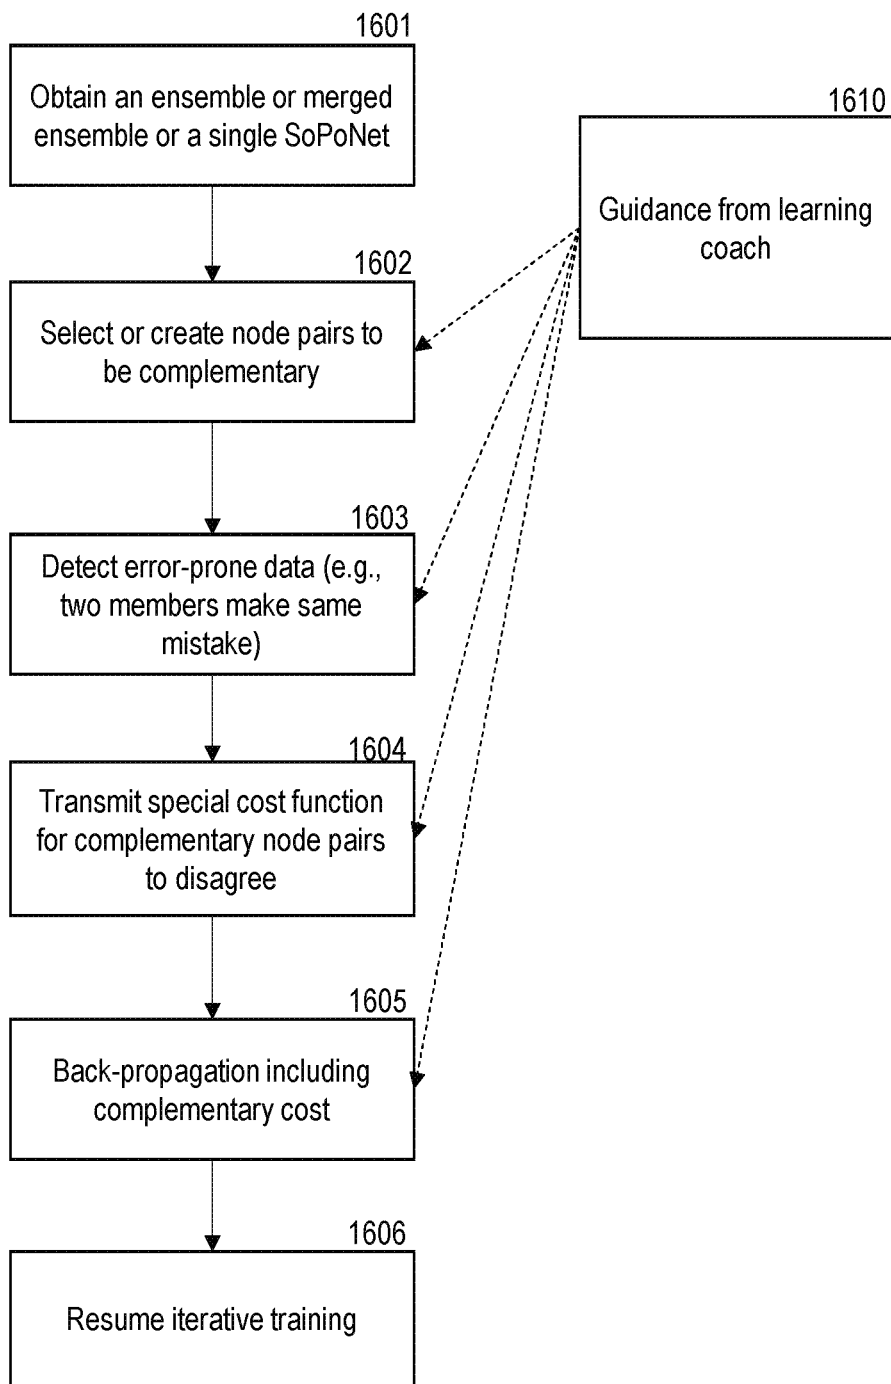 1601
Obtain an ensemble or merged
ensemble or a single SoPoNet
1610
Guidance from learning
coach
1602
Select or create node pairs to
be complementary
1603
Detect error-prone data (e.g.,
two members make same
mistake)
1604
Transmit special cost function
for complementary node pairs
to disagree
1605
Back-propagation including
complementary cost
1606
Resume iterative training